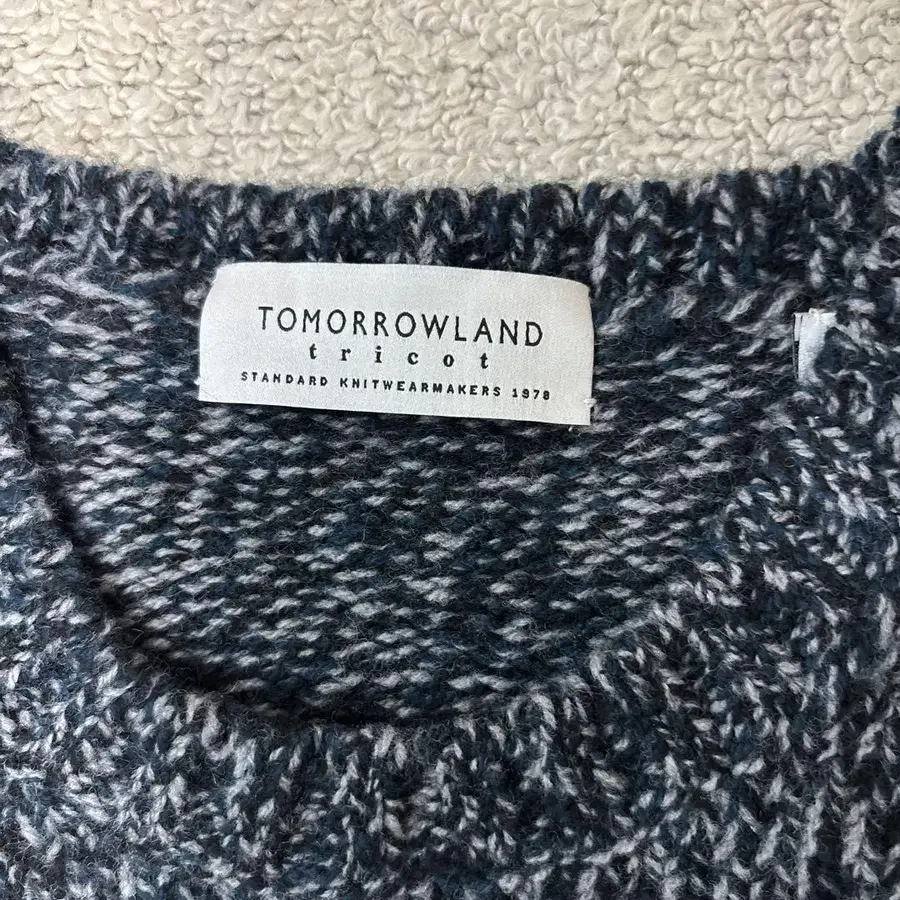 TOMORROWLAND
tricot
STANDARD KNITWEARMAKERS 1978